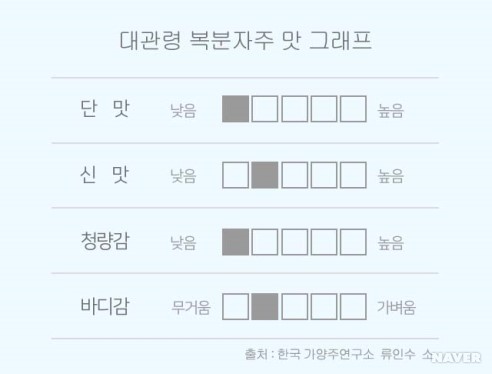 대관령 복분자주 맛 그래프
단 맛 낮음 높음
신 맛 낮음 높음
청량감 낮음 높음
바디감 무거움 가벼움
출처 : 한국 가양주연구소 류인수 소
NAVER